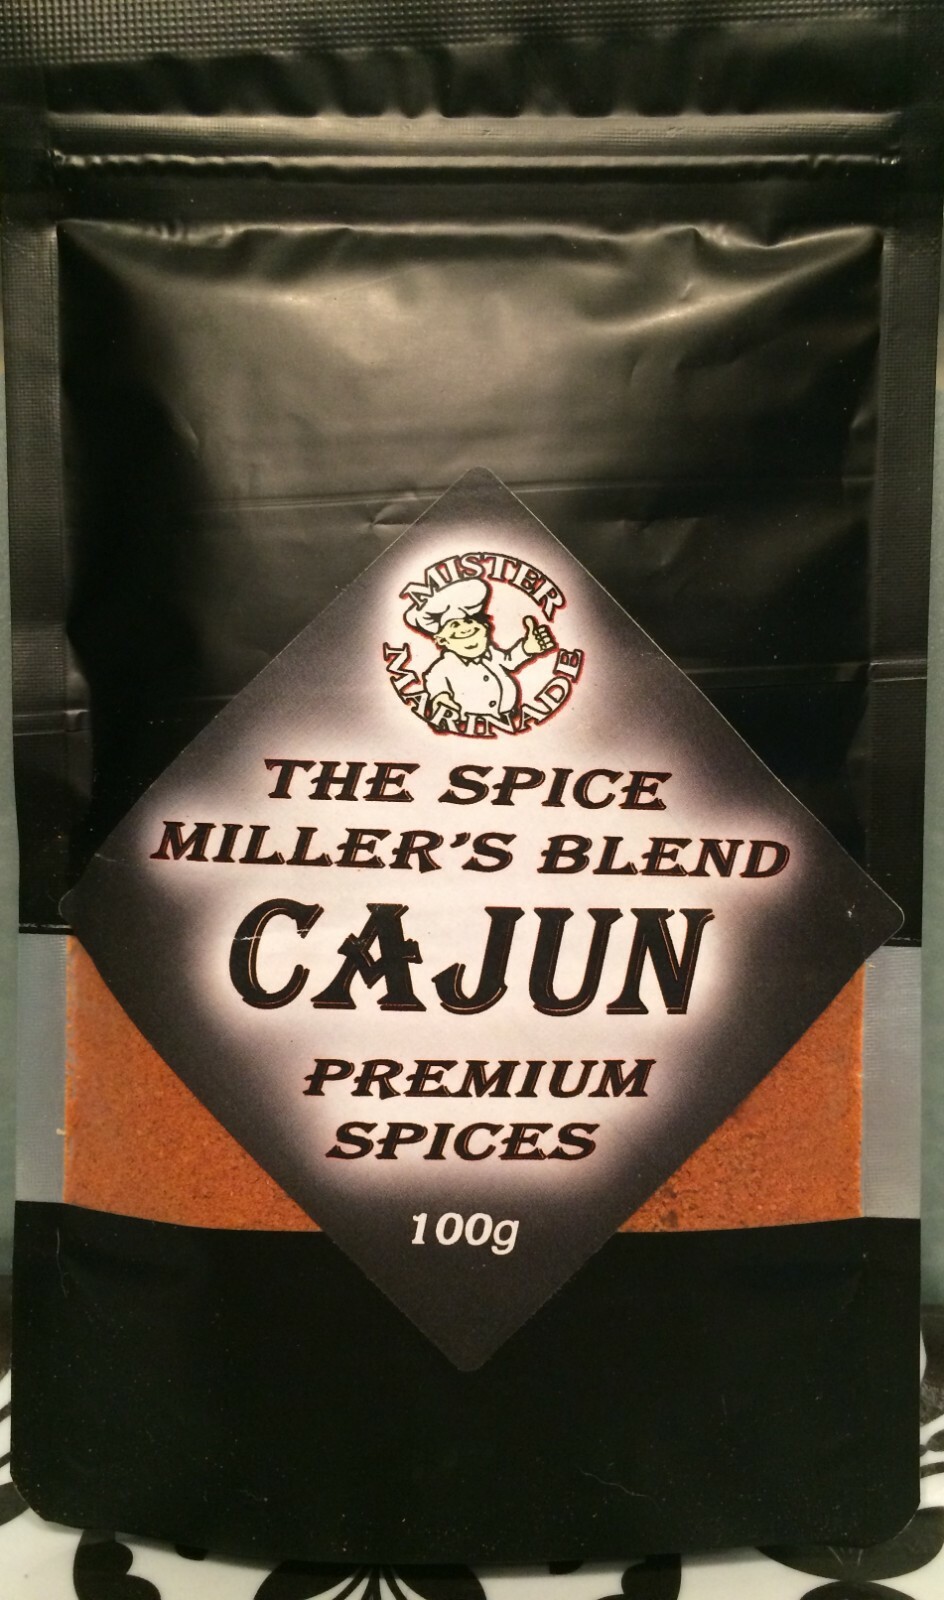 MISTER
MARINADE
THE SPICE
MILLER'S BLEND
CAJUN
PREMIUM
SPICES
100g